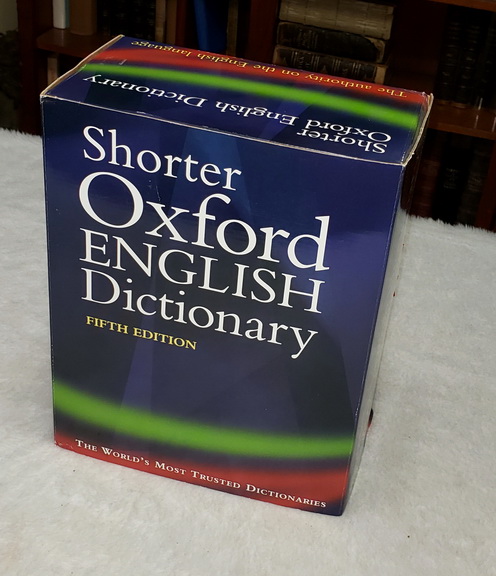 The authority on the English language
Shorter
Oxford English Dictionary
Shorter
Oxford
ENGLISH
Dictionary
FIFTH EDITION
THE WORLD'S MOST TRUSTED DICTIONARIES